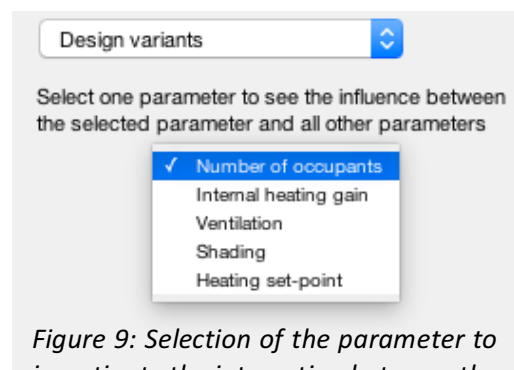 Design variants
Select one parameter to see the influence between
the selected parameter and all other parameters
✓ Number of occupants
Internal heating gain
Ventilation
Shading
Heating set-point
Figure 9: Selection of the parameter to